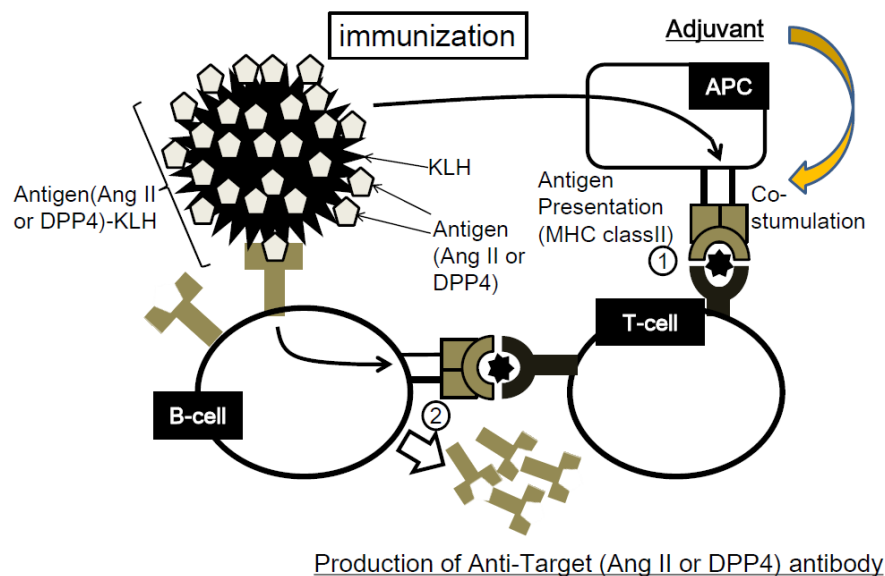 immunization
Adjuvant
APC
KLH
Antigen(Ang II
or DPP4)-KLH
Antigen
(Ang II or
DPP4)
Antigen
Presentation
(MHC classII)
Co-
stumulation
①
T-cell
B-cell
②
Production of Anti-Target (Ang II or DPP4) antibody